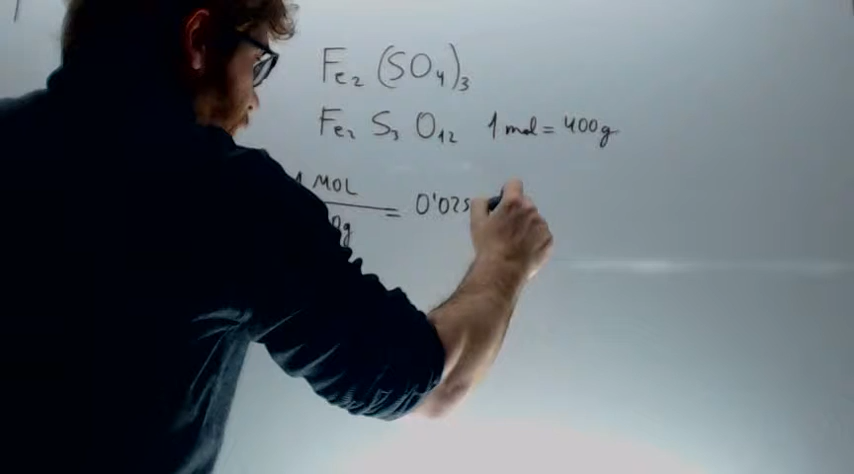 Fe₂ (SO₄)₃
Fe₂ S₃ O₁₂ 1 mol = 400g
1 MOL = 0'025
0g